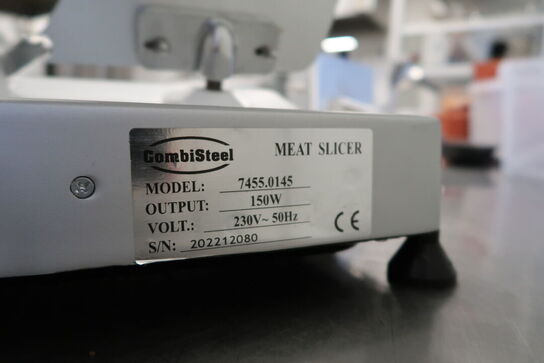 CombiSteel MEAT SLICER
MODEL: 7455.0145
OUTPUT: 150W
VOLT.: 230V~ 50Hz
S/N: 202212080 CE